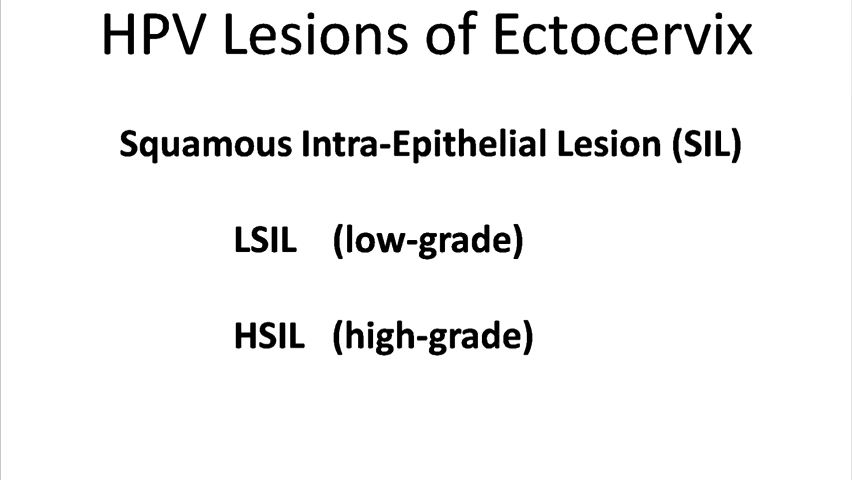 HPV Lesions of Ectocervix
Squamous Intra-Epithelial Lesion (SIL)
LSIL (low-grade)
HSIL (high-grade)